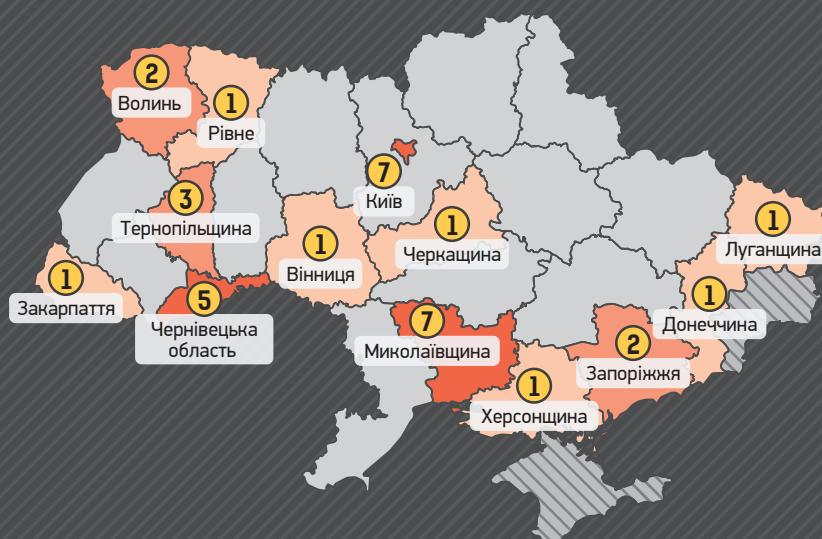 2
Волинь
1
Рівне
7
Київ
3
Тернопільщина
1
Вінниця
1
Черкащина
1
Луганщина
1
Закарпаття
5
Чернівецька
область
7
Миколаївщина
1
Донеччина
2
Запоріжжя
1
Херсонщина